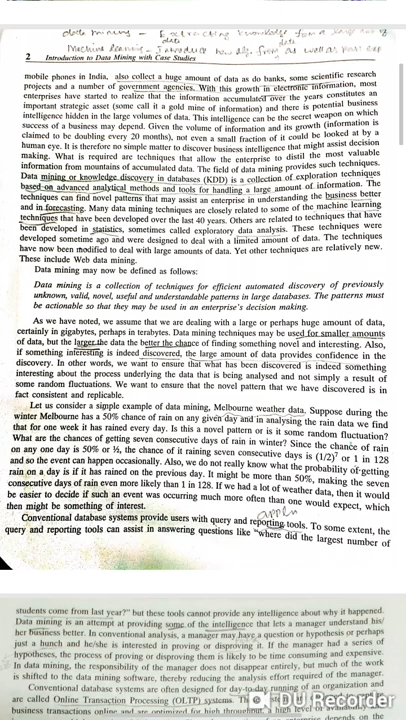 data mining - Extracting knowledge from a large
data
Machine learning - Introduce new alg. from as well as past exp
2 Introduction to Data Mining with Case Studies
mobile phones in India, also collect a huge amount of data as do banks, some scientific research
projects and a number of government agencies. With this growth in electronic information, most
enterprises have started to realize that the information accumulated over the years constitutes an
important strategic asset (some call it a gold mine of information) and there is potential business
intelligence hidden in the large volumes of data. This intelligence can be the secret weapon on which
success of a business may depend. Given the volume of information and its growth (information is
claimed to be doubling every 20 months), not even a small fraction of it could be looked at by a
human eye. It is therefore no simple matter to discover business intelligence that might assist decision
making. What is required are techniques that allow the enterprise to distil the most valuable
information from mountains of accumulated data. The field of data mining provides such techniques.
Data mining or knowledge discovery in databases (KDD) is a collection of exploration techniques
based on advanced analytical methods and tools for handling a large amount of information. The
techniques can find novel patterns that may assist an enterprise in understanding the business better
and in forecasting. Many data mining techniques are closely related to some of the machine learning
techniques that have been developed over the last 40 years. Others are related to techniques that have
been developed in statistics, sometimes called exploratory data analysis. These techniques were
developed sometime ago and were designed to deal with a limited amount of data. The techniques
have now been modified to deal with large amounts of data. Yet other techniques are relatively new.
These include Web data mining.
Data mining may now be defined as follows:
Data mining is a collection of techniques for efficient automated discovery of previously
unknown, valid, novel, useful and understandable patterns in large databases. The patterns must
be actionable so that they may be used in an enterprise's decision making.
As we have noted, we assume that we are dealing with a large or perhaps huge amount of data,
certainly in gigabytes, perhaps in terabytes. Data mining techniques may be used for smaller amounts
of data, but the larger the data the better the chance of finding something novel and interesting. Also,
if something interesting is indeed discovered, the large amount of data provides confidence in the
discovery. In other words, we want to ensure that what has been discovered is indeed something
interesting about the process underlying the data that is being analysed and not simply a result of
some random fluctuations. We want to ensure that the novel pattern that we have discovered is in
fact consistent and replicable.
Let us consider a simple example of data mining, Melbourne weather data. Suppose during the
winter Melbourne has a 50% chance of rain on any given day and in analysing the rain data we find
that for one week it has rained every day. Is this a novel pattern or is it some random fluctuation?
What are the chances of getting seven consecutive days of rain in winter? Since the chance of rain
on any one day is 50% or ½, the chance of it raining seven consecutive days is (1/2)⁷ or 1 in 128
and so the event can happen occasionally. Also, we do not really know what the probability of getting
rain on a day is if it has rained on the previous day. It might be more than 50%, making the seven
consecutive days of rain even more likely than 1 in 128. If we had a lot of weather data, then it would
be easier to decide if such an event was occurring much more often than one would expect, which
then might be something of interest.
Conventional database systems provide users with query and reporting tools. To some extent, the
query and reporting tools can assist in answering questions like "where did the largest number of
students come from last year?" but these tools cannot provide any intelligence about why it happened.
Data mining is an attempt at providing some of the intelligence that lets a manager understand his/
her business better. In conventional analysis, a manager may have a question or hypothesis or perhaps
just a hunch and he/she is interested in proving or disproving it. If the manager had a series of
hypotheses, the process of proving or disproving them is likely to be time consuming and expensive.
In data mining, the responsibility of the manager does not disappear entirely, but much of the work
is shifted to the data mining software, thereby reducing the analysis effort required of the manager.
Conventional database systems are often designed for day-to-day running of an organization and
called Online Transaction Processing (OLTP) systems.
DU Recorder
business transactions online and are optimized for high throughput, a high level of availability
depends on the